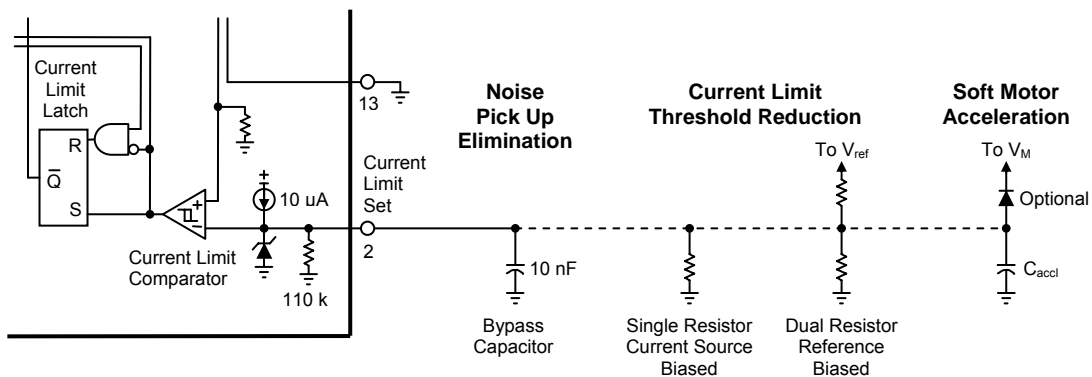 Current
Limit
Latch
R
Q
S
Current Limit
Comparator
+
−
+
10 uA
110 k
13
Current
Limit
Set
2
Noise
Pick Up
Elimination
10 nF
Bypass
Capacitor
Current Limit
Threshold Reduction
To Vref
Single Resistor
Current Source
Biased
Dual Resistor
Reference
Biased
Soft Motor
Acceleration
To VM
Optional
Caccl